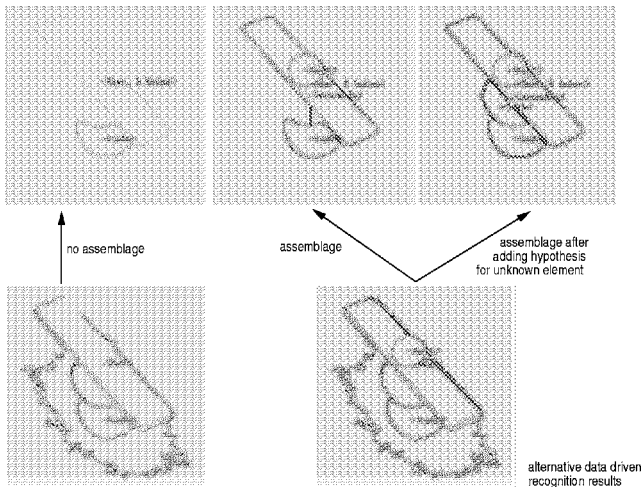 no assemblage
assemblage
assemblage after
adding hypothesis
for unknown element
alternative data driven
recognition results